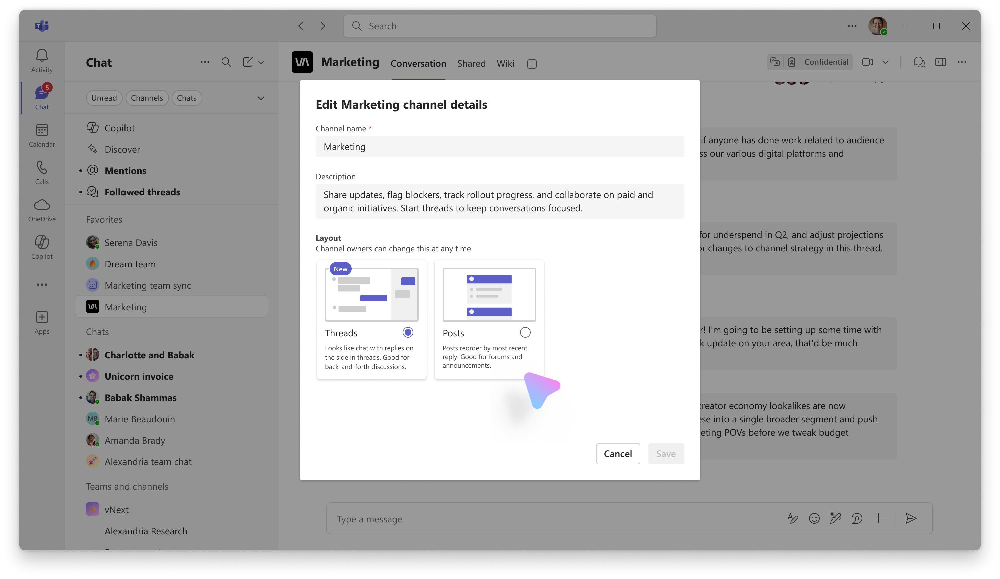 Search
Activity
5
Chat
Calendar
Calls
OneDrive
Copilot
Apps
Chat
Unread
Channels
Chats
Copilot
Discover
Mentions
Followed threads
Favorites
Serena Davis
Dream team
Marketing team sync
Marketing
Chats
Charlotte and Babak
Unicorn invoice
Babak Shammas
MB Marie Beaudouin
Amanda Brady
Alexandria team chat
Teams and channels
vNext
Alexandria Research
Marketing
Conversation
Shared
Wiki
Confidential
Edit Marketing channel details
Channel name *
Marketing
Description
Share updates, flag blockers, track rollout progress, and collaborate on paid and
organic initiatives. Start threads to keep conversations focused.
Layout
Channel owners can change this at any time
New
Threads
Looks like chat with replies on
the side in threads. Good for
back-and-forth discussions.
Posts
Posts reorder by most recent
reply. Good for forums and
announcements.
Cancel
Save
if anyone has done work related to audience
our various digital platforms and
for underspend in Q2, and adjust projections
changes to channel strategy in this thread.
I'm going to be setting up some time with
update on your area, that'd be much
creator economy lookalikes are now
into a single broader segment and push
POVs before we tweak budget
Type a message